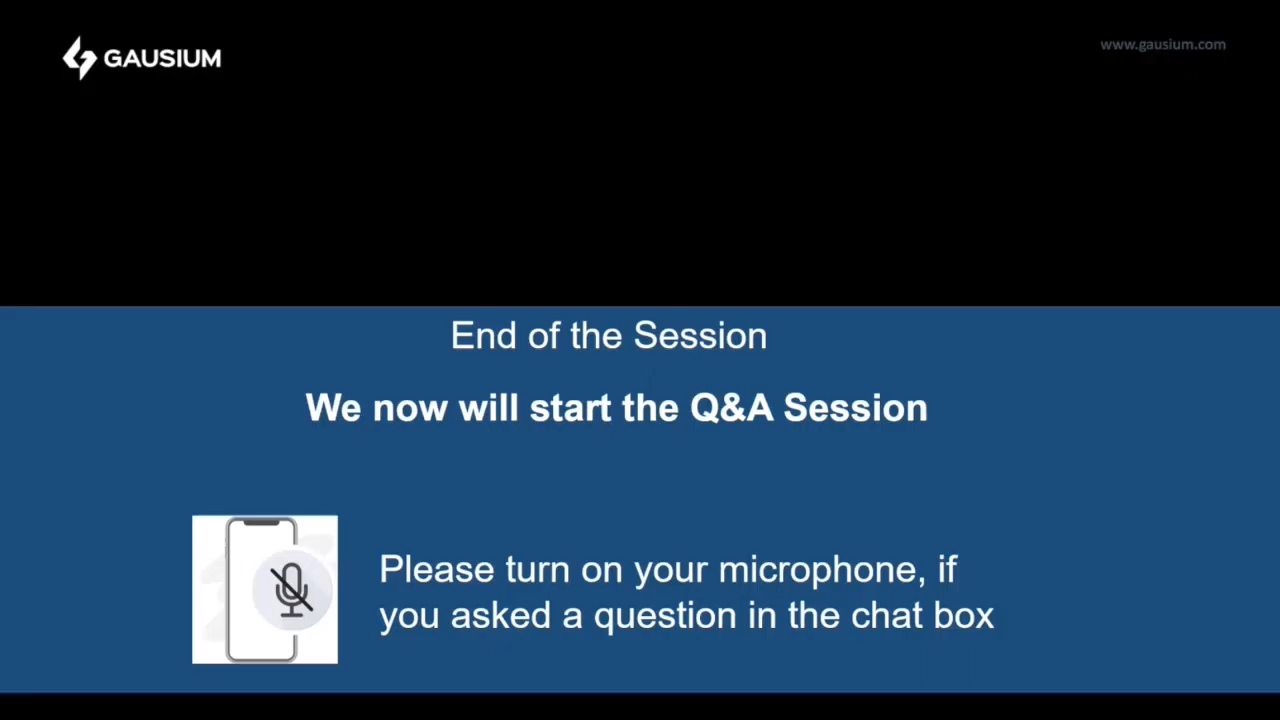 GAUSIUM
www.gausium.com
End of the Session
We now will start the Q&A Session
Please turn on your microphone, if
you asked a question in the chat box